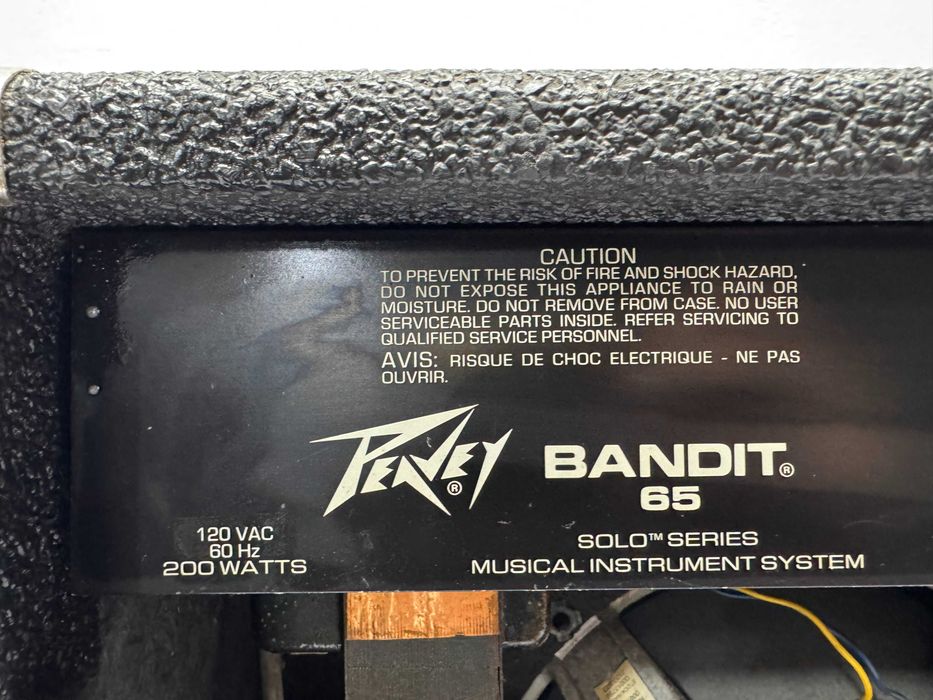 CAUTION
TO PREVENT THE RISK OF FIRE AND SHOCK HAZARD,
DO NOT EXPOSE THIS APPLIANCE TO RAIN OR
MOISTURE. DO NOT REMOVE FROM CASE. NO USER
SERVICEABLE PARTS INSIDE. REFER SERVICING TO
QUALIFIED SERVICE PERSONNEL.
AVIS: RISQUE DE CHOC ELECTRIQUE - NE PAS
OUVRIR.
PEAVEY®
BANDIT®
65
120 VAC
60 Hz
200 WATTS
SOLO™ SERIES
MUSICAL INSTRUMENT SYSTEM